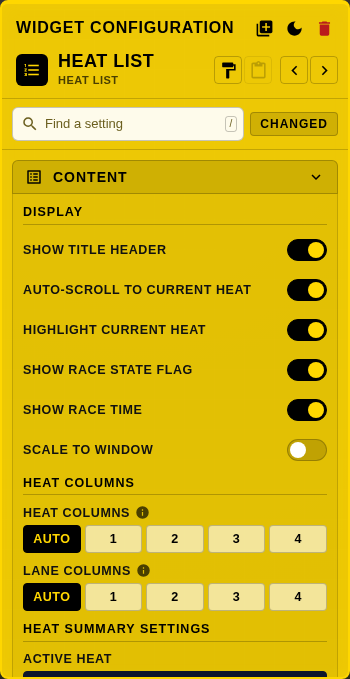 WIDGET CONFIGURATION
HEAT LIST
HEAT LIST
Find a setting /
CHANGED
CONTENT
DISPLAY
SHOW TITLE HEADER
AUTO-SCROLL TO CURRENT HEAT
HIGHLIGHT CURRENT HEAT
SHOW RACE STATE FLAG
SHOW RACE TIME
SCALE TO WINDOW
HEAT COLUMNS
HEAT COLUMNS
AUTO 1 2 3 4
LANE COLUMNS
AUTO 1 2 3 4
HEAT SUMMARY SETTINGS
ACTIVE HEAT